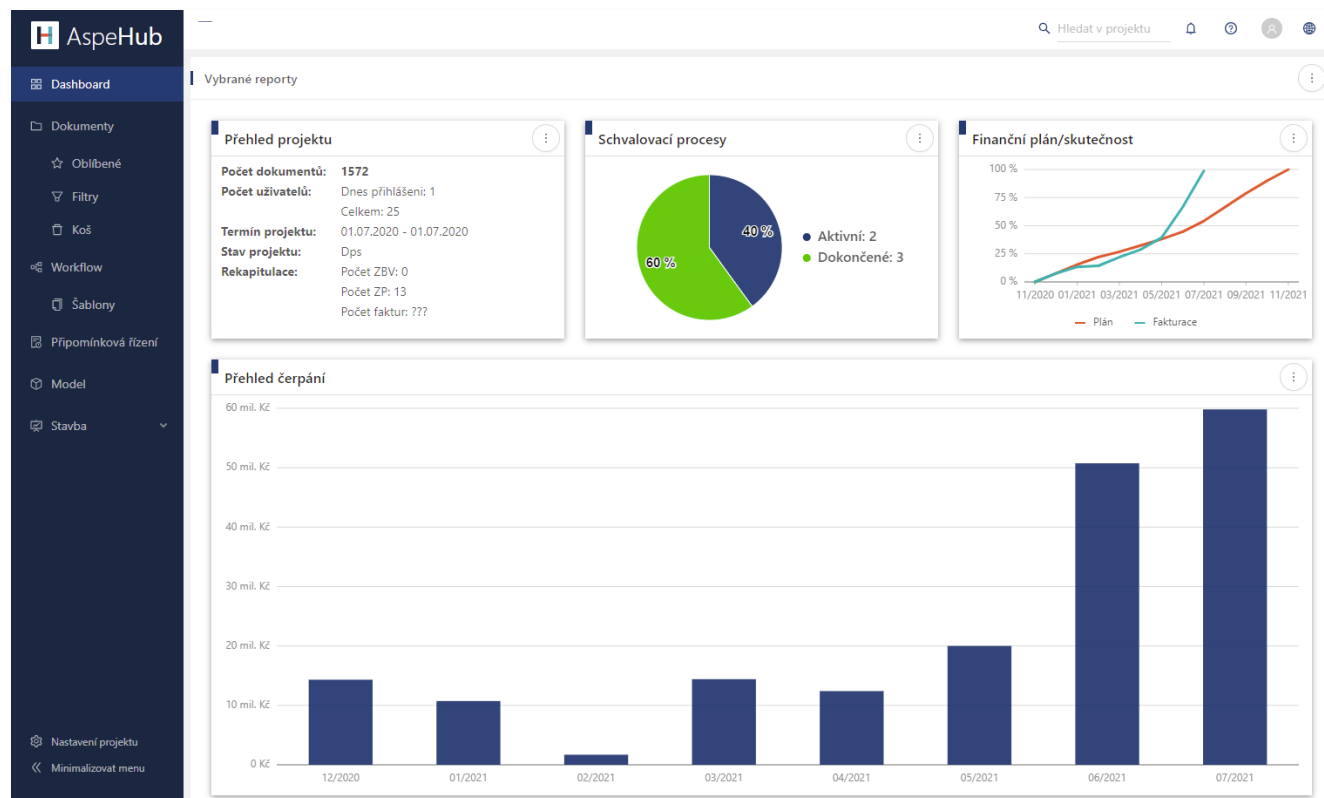 H AspeHub
Hledat v projektu
Dashboard
Dokumenty
Oblíbené
Filtry
Koš
Workflow
Šablony
Připomínková řízení
Model
Stavba
Nastavení projektu
Minimalizovat menu
Vybrané reporty
Přehled projektu
Počet dokumentů: 1572
Počet uživatelů: Dnes přihlášeni: 1
Celkem: 25
Termín projektu: 01.07.2020 - 01.07.2020
Stav projektu: Dps
Rekapitulace: Počet ZBV: 0
Počet ZP: 13
Počet faktur: ???
Schvalovací procesy
40 %
60 %
Aktivní: 2
Dokončené: 3
Finanční plán/skutečnost
100 %
75 %
50 %
25 %
0 %
11/2020 01/2021 03/2021 05/2021 07/2021 09/2021 11/2021
Plán Fakturace
Přehled čerpání
60 mil. Kč
50 mil. Kč
40 mil. Kč
30 mil. Kč
20 mil. Kč
10 mil. Kč
0 Kč
12/2020 01/2021 02/2021 03/2021 04/2021 05/2021 06/2021 07/2021